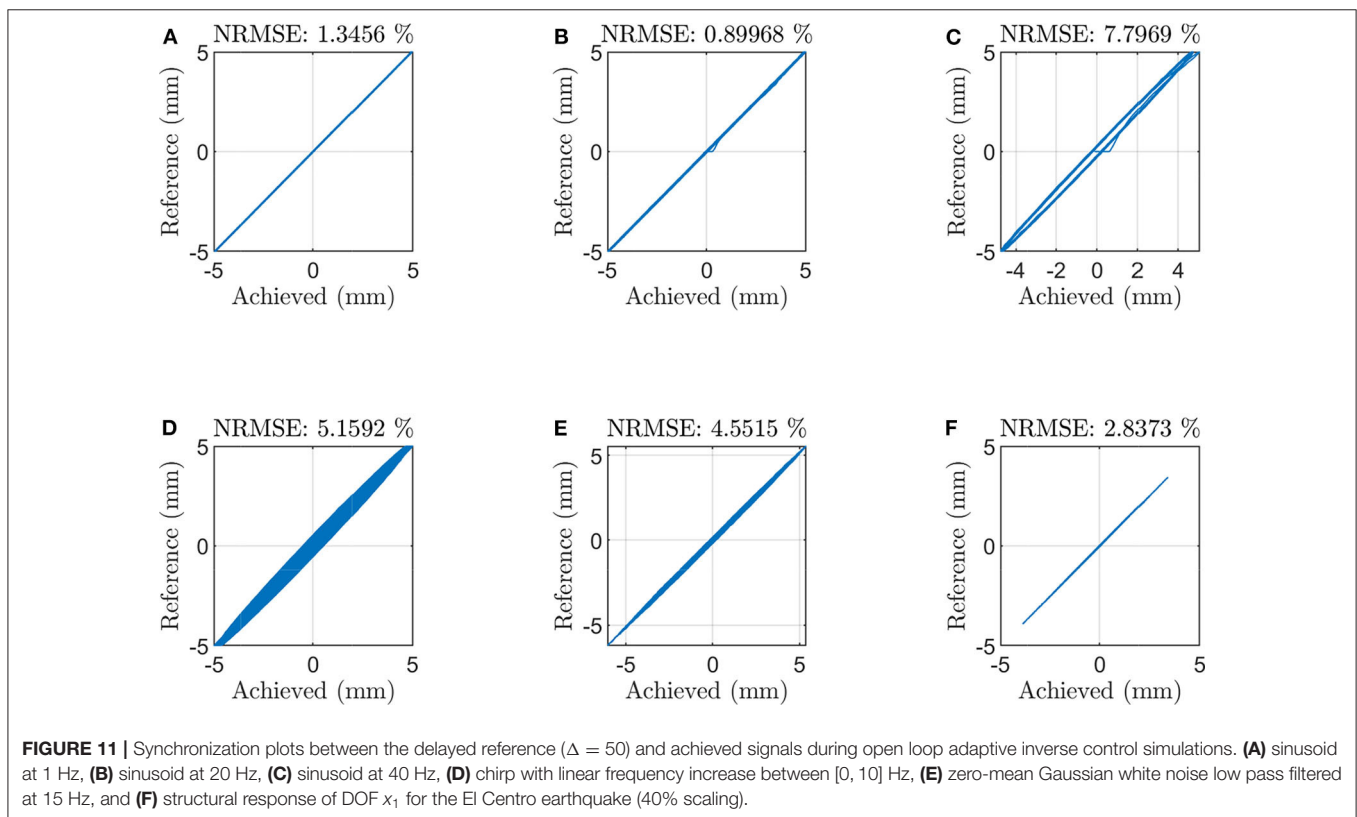 A NRMSE: 1.3456 %
5
0
-5
Reference (mm)
-5 0 5
Achieved (mm)
B NRMSE: 0.89968 %
5
0
-5
Reference (mm)
-5 0 5
Achieved (mm)
C NRMSE: 7.7969 %
5
0
-5
Reference (mm)
-4 -2 0 2 4
Achieved (mm)
D NRMSE: 5.1592 %
5
0
-5
Reference (mm)
-5 0 5
Achieved (mm)
E NRMSE: 4.5515 %
5
0
-5
Reference (mm)
-5 0 5
Achieved (mm)
F NRMSE: 2.8373 %
5
0
-5
Reference (mm)
-5 0 5
Achieved (mm)
FIGURE 11 | Synchronization plots between the delayed reference (Δ = 50) and achieved signals during open loop adaptive inverse control simulations. (A) sinusoid
at 1 Hz, (B) sinusoid at 20 Hz, (C) sinusoid at 40 Hz, (D) chirp with linear frequency increase between [0, 10] Hz, (E) zero-mean Gaussian white noise low pass filtered
at 15 Hz, and (F) structural response of DOF x₁ for the El Centro earthquake (40% scaling).